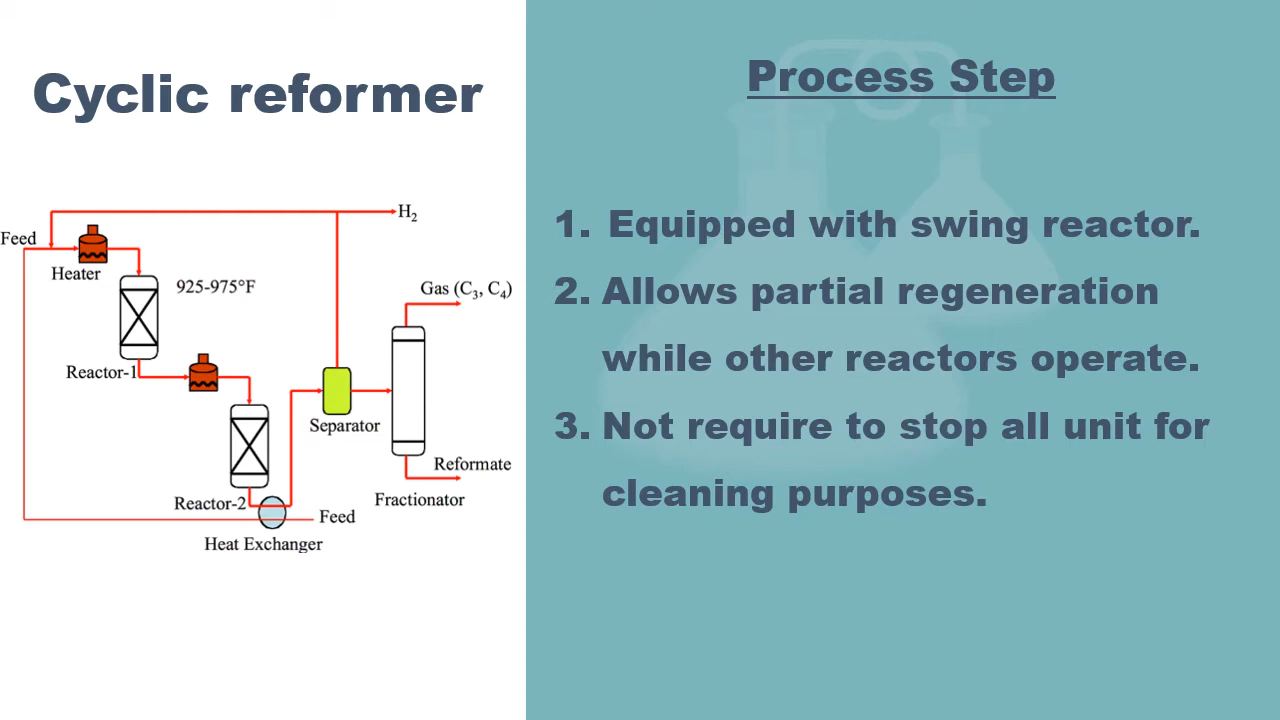 Cyclic reformer
H2
Feed
Heater
925-975°F
Gas (C3, C4)
Reactor-1
Separator
Reformate
Reactor-2
Fractionator
Feed
Heat Exchanger
Process Step
1. Equipped with swing reactor.
2. Allows partial regeneration
while other reactors operate.
3. Not require to stop all unit for
cleaning purposes.